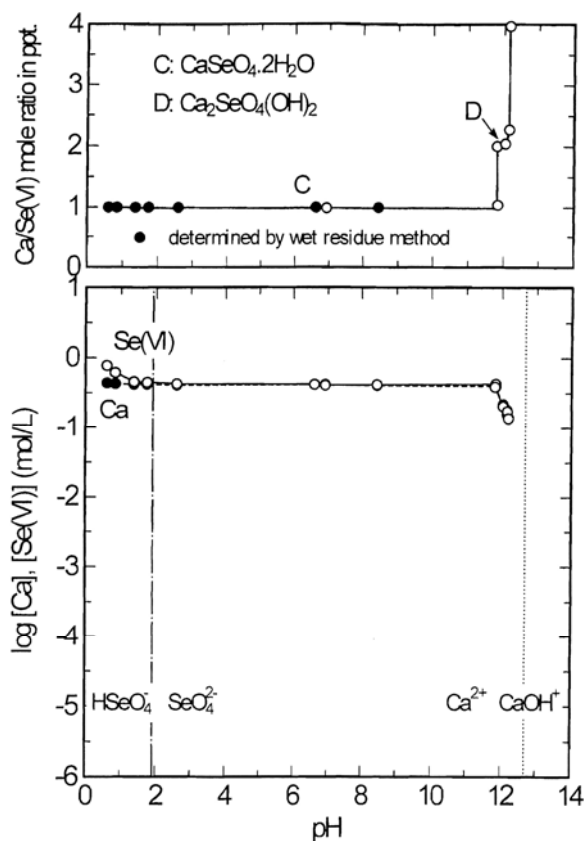 4
3
2
1
0
Ca/Se(VI) mole ratio in ppt.
C: CaSeO₄.2H₂O
D: Ca₂SeO₄(OH)₂
D
C
● determined by wet residue method
1
0
-1
-2
-3
-4
-5
-6
log [Ca], [Se(VI)] (mol/L)
Se(VI)
Ca
HSeO₄⁻ SeO₄²⁻ Ca²⁺ CaOH⁺
0 2 4 6 8 10 12 14
pH